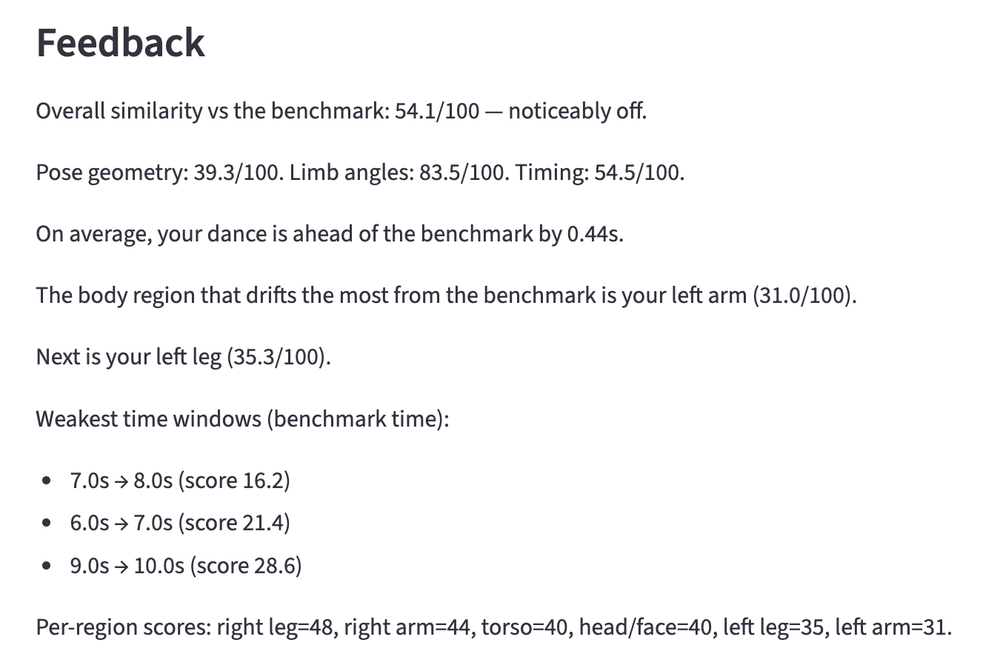 Feedback
Overall similarity vs the benchmark: 54.1/100 — noticeably off.
Pose geometry: 39.3/100. Limb angles: 83.5/100. Timing: 54.5/100.
On average, your dance is ahead of the benchmark by 0.44s.
The body region that drifts the most from the benchmark is your left arm (31.0/100).
Next is your left leg (35.3/100).
Weakest time windows (benchmark time):
• 7.0s → 8.0s (score 16.2)
• 6.0s → 7.0s (score 21.4)
• 9.0s → 10.0s (score 28.6)
Per-region scores: right leg=48, right arm=44, torso=40, head/face=40, left leg=35, left arm=31.